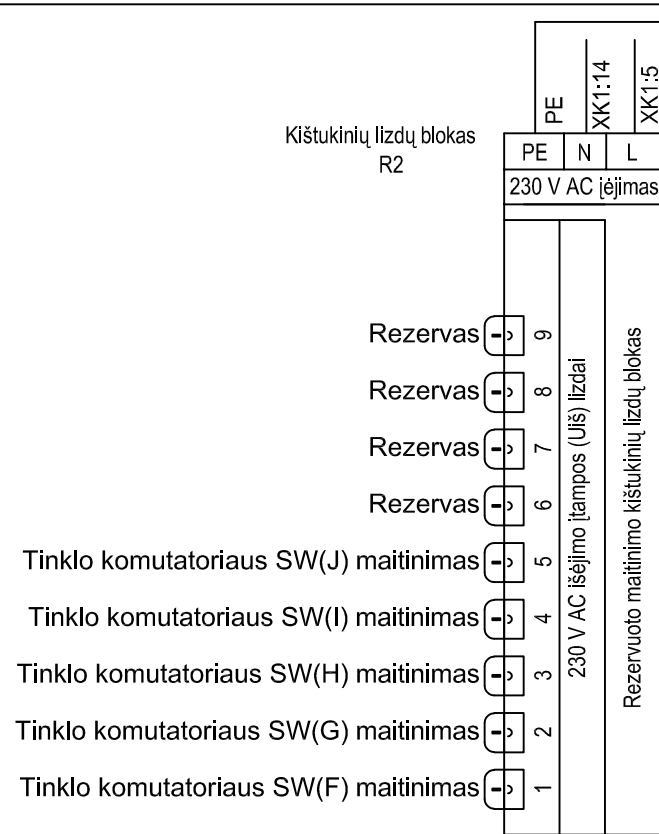 PE
XK1:14
XK1:5
Kištukinių lizdų blokas
R2
PE N L
230 V AC įėjimas
Rezervas 9
Rezervas 8
Rezervas 7
Rezervas 6
Tinklo komutatoriaus SW(J) maitinimas 5
Tinklo komutatoriaus SW(I) maitinimas 4
Tinklo komutatoriaus SW(H) maitinimas 3
Tinklo komutatoriaus SW(G) maitinimas 2
Tinklo komutatoriaus SW(F) maitinimas 1
230 V AC išėjimo įtampos (Uiš) lizdai
Rezervuoto maitinimo kištukinių lizdų blokas